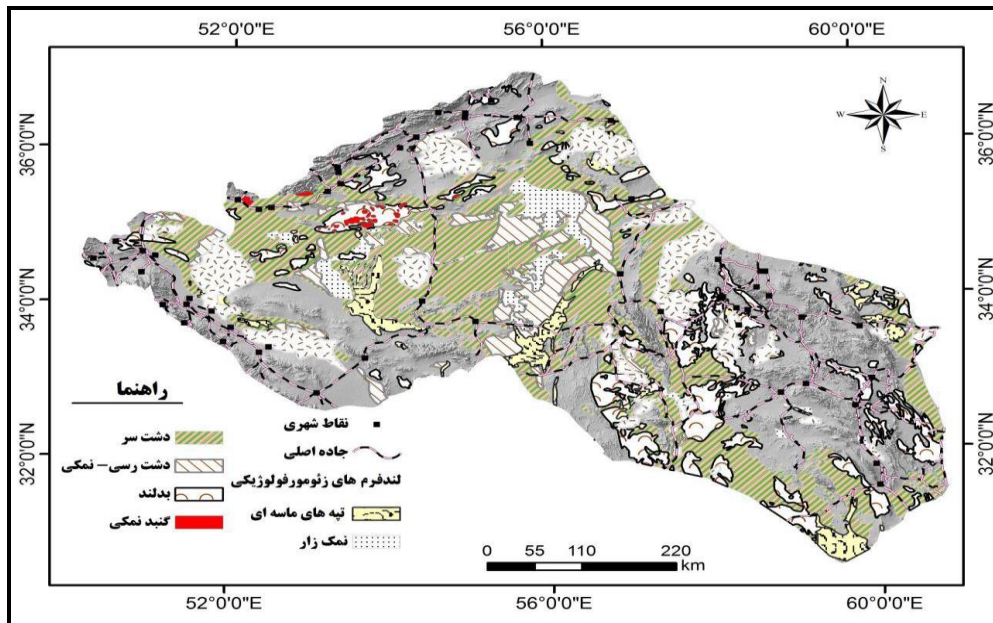 52°0'0"E 56°0'0"E 60°0'0"E
N
W E
S
36°0'0"N 36°0'0"N
34°0'0"N 34°0'0"N
32°0'0"N 32°0'0"N
راهنما
دشت سر
دشت رسی – نمکی
بدلند
گنبد نمکی
نقاط شهری
جاده اصلی
لندفرم های ژئومورفولوژیکی
تپه های ماسه ای
نمک زار
0 55 110 220
km
52°0'0"E 56°0'0"E 60°0'0"E